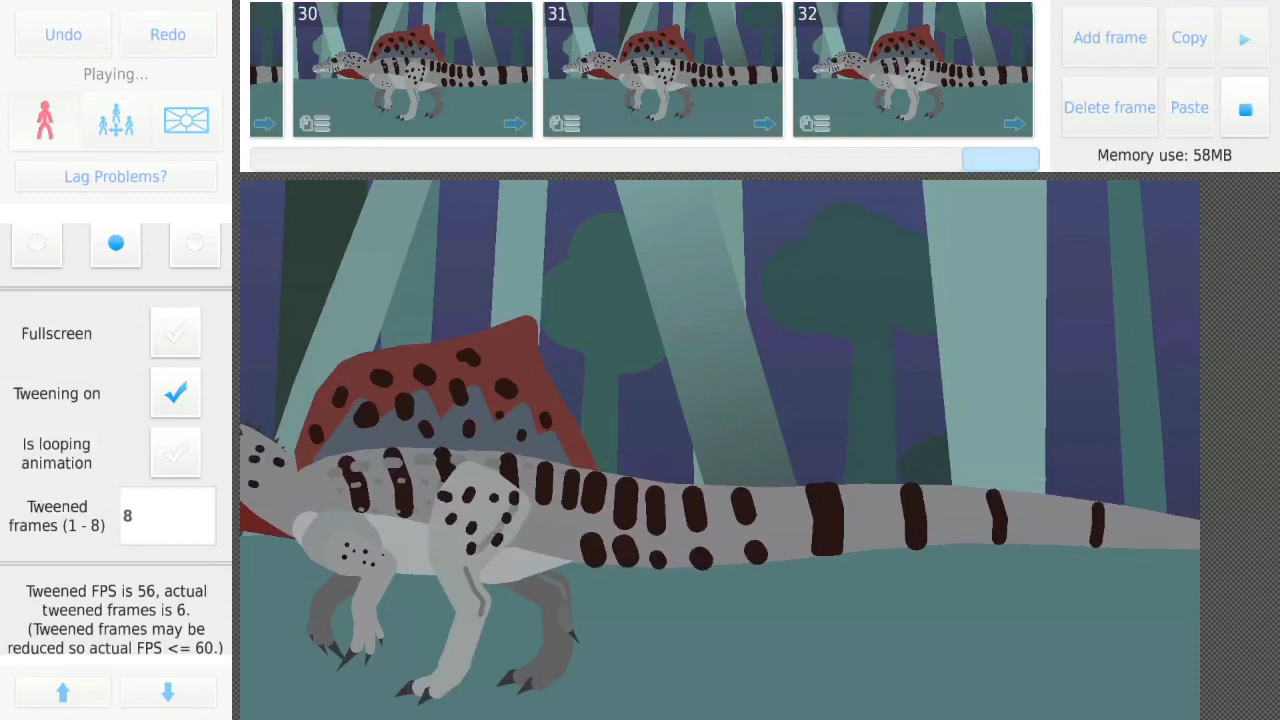 Undo
Redo
Playing...
Lag Problems?
Fullscreen
Tweening on
Is looping
animation
Tweened
frames (1 - 8)
8
Tweened FPS is 56, actual
tweened frames is 6.
(Tweened frames may be
reduced so actual FPS <= 60.)
30
31
32
Add frame
Copy
Delete frame
Paste
Memory use: 58MB